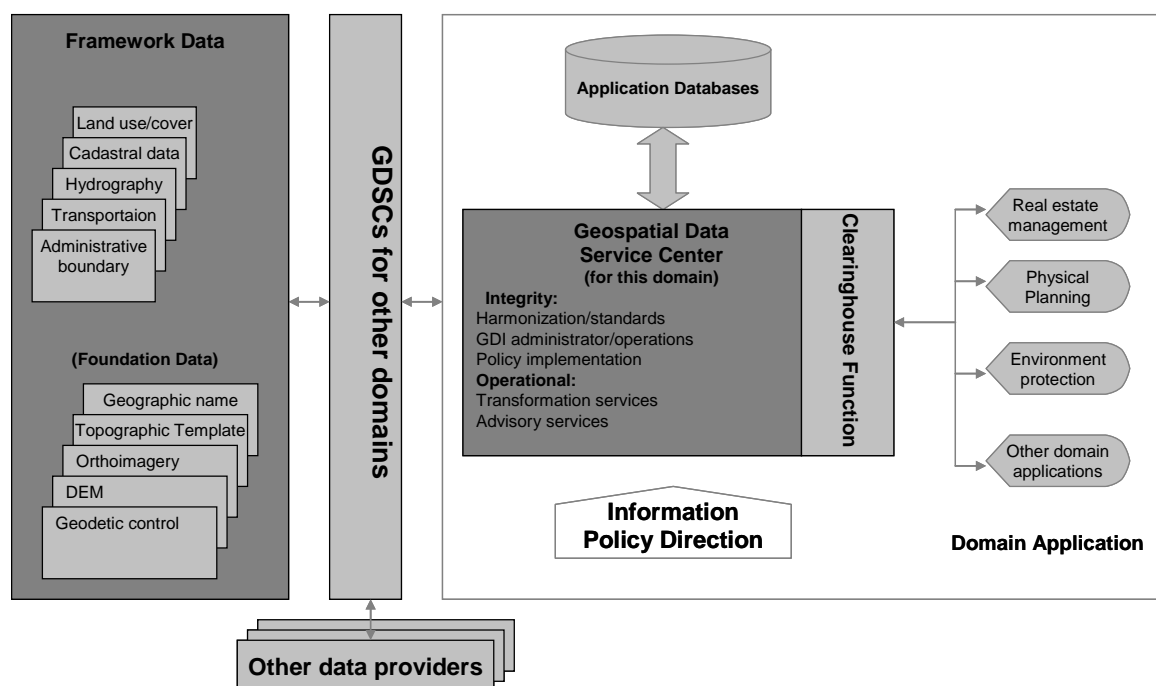 Framework Data
Land use/cover
Cadastral data
Hydrography
Transportaion
Administrative
boundary
(Foundation Data)
Geographic name
Topographic Template
Orthoimagery
DEM
Geodetic control
GDSCs for other domains
Other data providers
Application Databases
Geospatial Data
Service Center
(for this domain)
Integrity:
Harmonization/standards
GDI administrator/operations
Policy implementation
Operational:
Transformation services
Advisory services
Clearinghouse Function
Information
Policy Direction
Real estate
management
Physical
Planning
Environment
protection
Other domain
applications
Domain Application